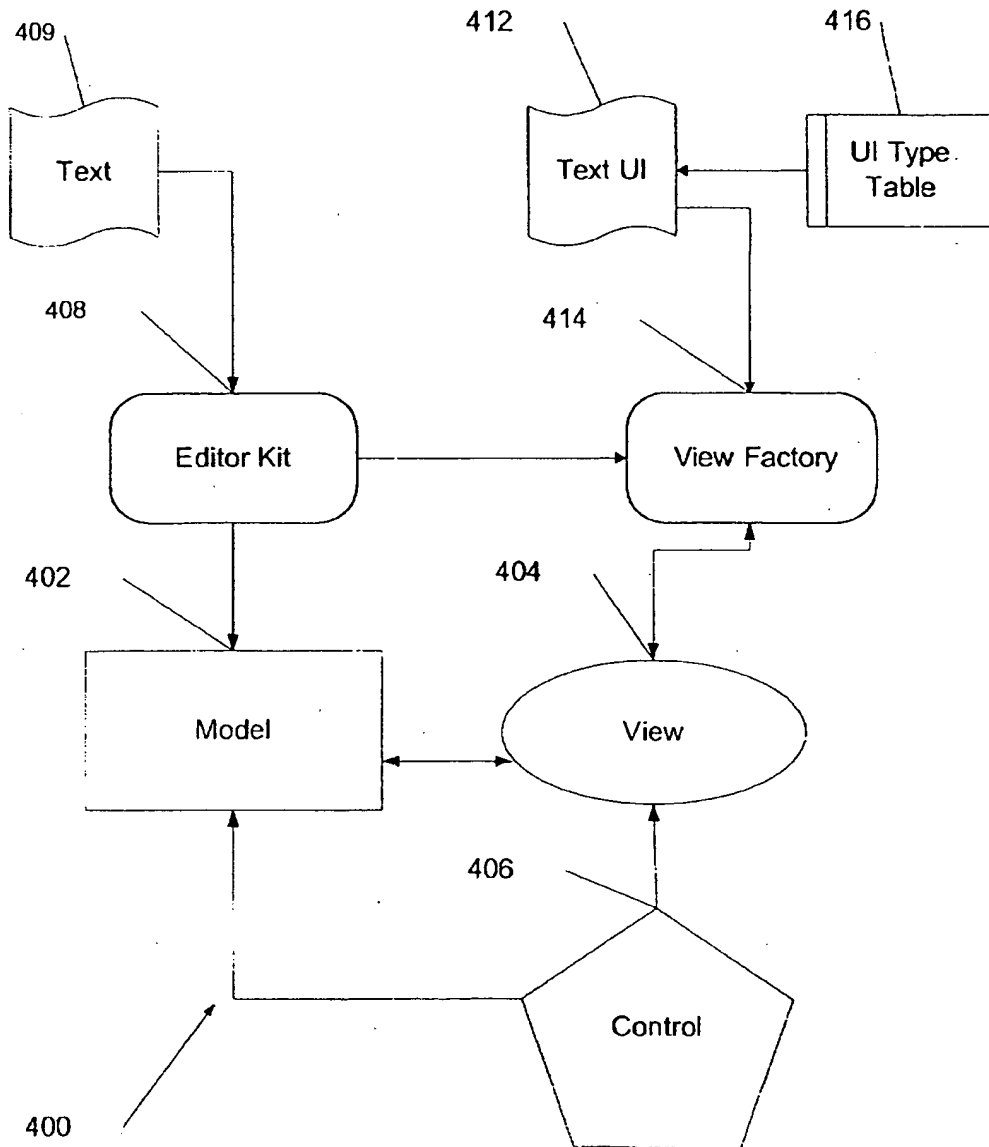 409
412
416
Text
Text UI
UI Type
Table
408
414
Editor Kit
View Factory
402
404
Model
View
406
Control
400